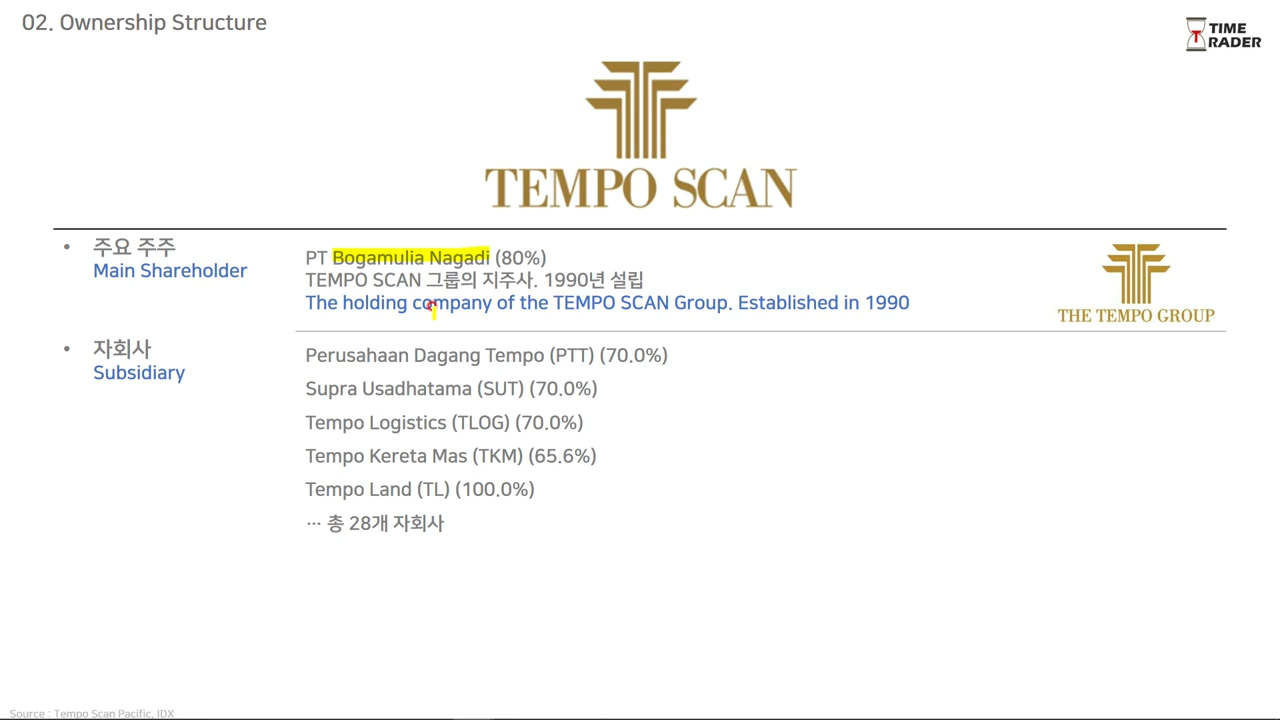 02. Ownership Structure
TIME
RADER
TEMPO SCAN
• 주요 주주
Main Shareholder
PT Bogamulia Nagadi (80%)
TEMPO SCAN 그룹의 지주사. 1990년 설립
The holding company of the TEMPO SCAN Group. Established in 1990
THE TEMPO GROUP
• 자회사
Subsidiary
Perusahaan Dagang Tempo (PTT) (70.0%)
Supra Usadhatama (SUT) (70.0%)
Tempo Logistics (TLOG) (70.0%)
Tempo Kereta Mas (TKM) (65.6%)
Tempo Land (TL) (100.0%)
… 총 28개 자회사
Source : Tempo Scan Pacific, IDX